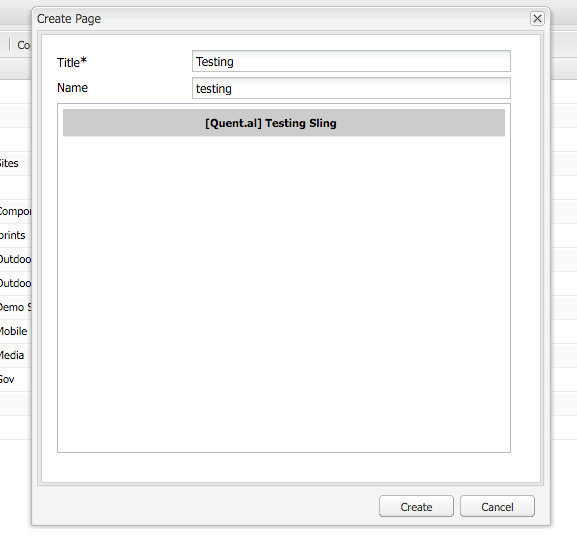 Create Page
Co
Title*
Testing
Name
testing
[Quent.al] Testing Sling
Sites
Compor
prints
Outdoo
Outdoo
Demo S
Mobile
Media
Gov
Create
Cancel